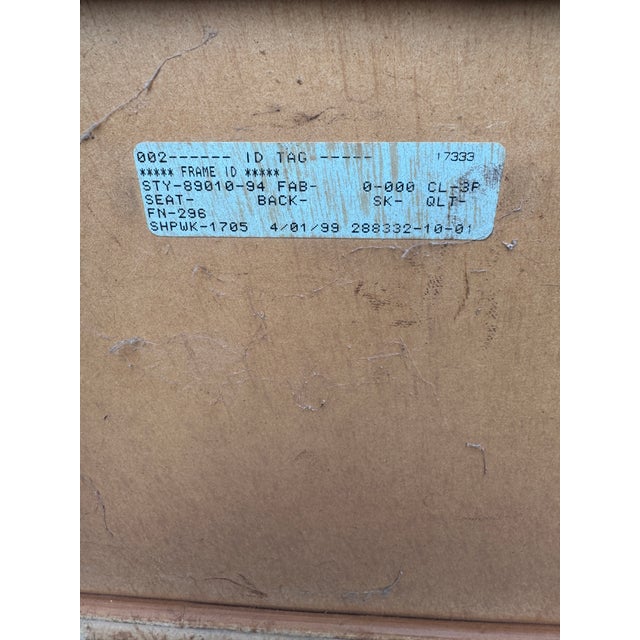 002------ ID TAG ----- 17333
***** FRAME ID *****
STY-89010-94 FAB- 0-000 CL-3P
SEAT- BACK- SK- QLT-
FN-296
SHPWK-1705 4/01/99 288332-10-01